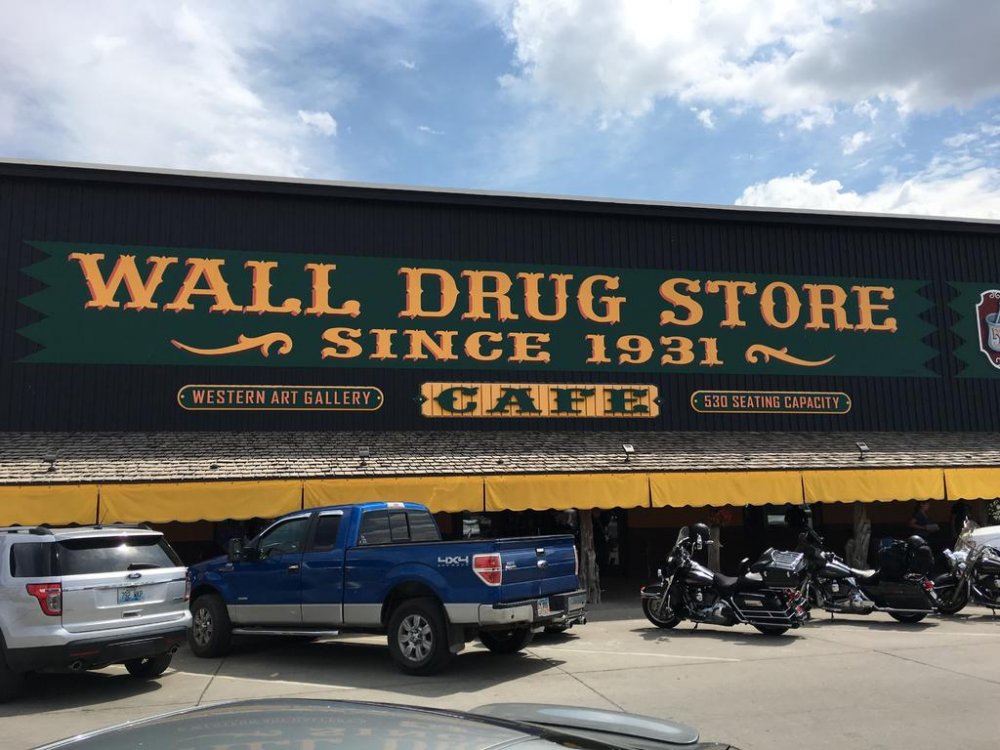 WALL DRUG STORE
SINCE 1931
WESTERN ART GALLERY
CAFE
530 SEATING CAPACITY
4X4